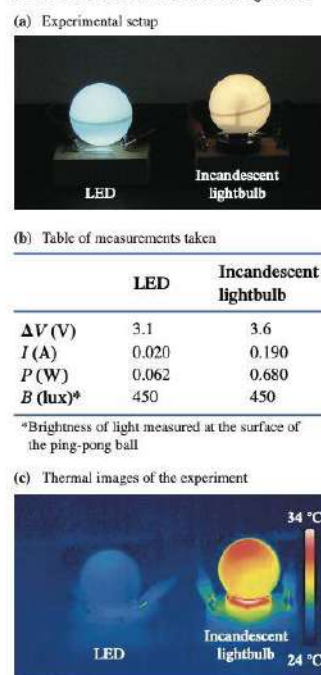 (a) Experimental setup
LED
Incandescent
lightbulb
(b) Table of measurements taken
LED
Incandescent
lightbulb
ΔV (V) 3.1 3.6
I (A) 0.020 0.190
P (W) 0.062 0.680
B (lux)* 450 450
*Brightness of light measured at the surface of
the ping-pong ball
(c) Thermal images of the experiment
34 °C
LED
Incandescent
lightbulb
24 °C